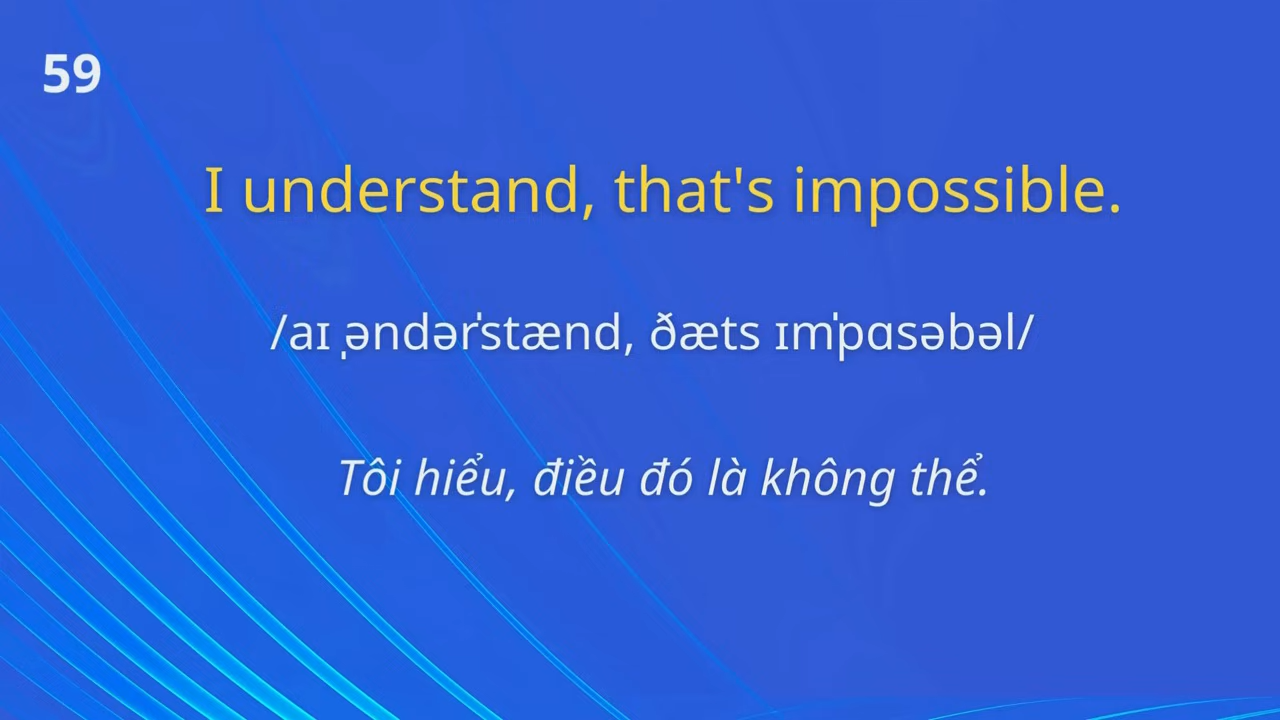 59
I understand, that's impossible.
/aɪ ˌəndərˈstænd, ðæts ɪmˈpɑsəbəl/
Tôi hiểu, điều đó là không thể.